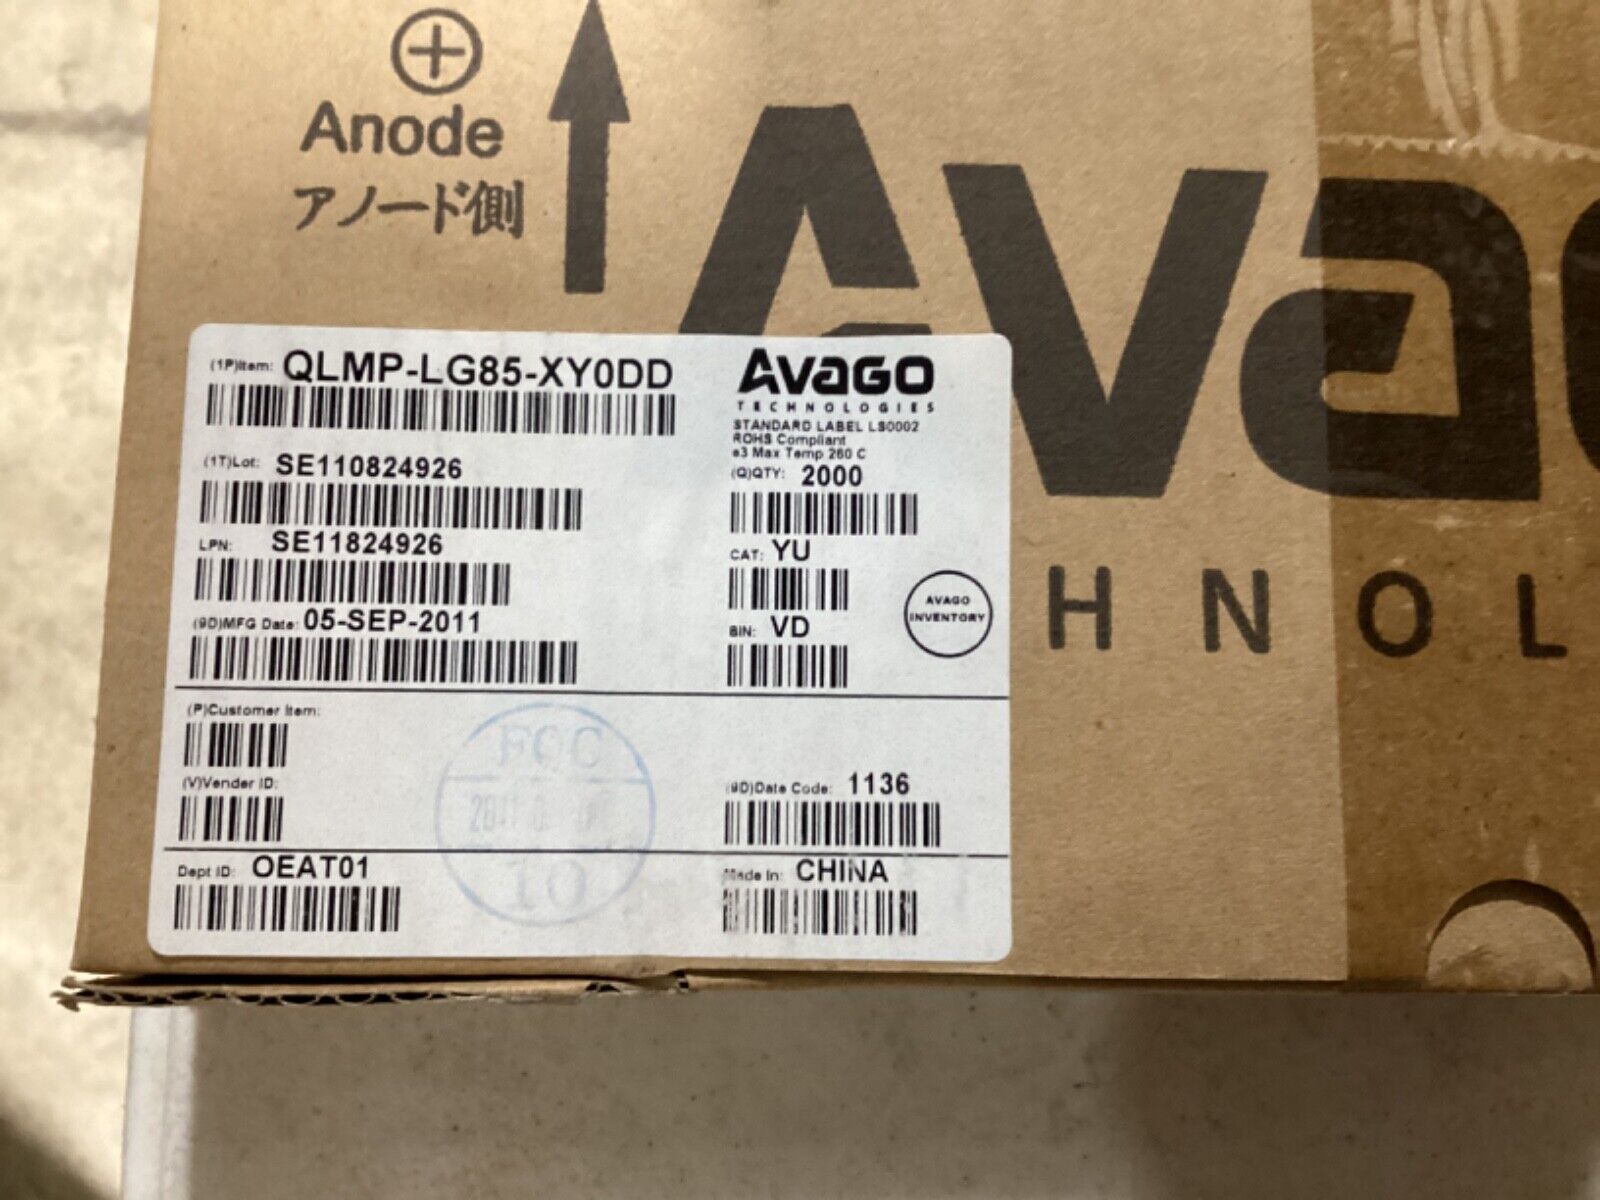 Anode
アノード側
AVAGO
HNOL
(1P)Item: QLMP-LG85-XY0DD
AVAGO
TECHNOLOGIES
STANDARD LABEL LS0002
ROHS Compliant
e3 Max Temp 260 C
(1T)Lot: SE110824926
(Q)QTY: 2000
LPN: SE11824926
CAT: YU
(9D)MFG Date: 05-SEP-2011
BIN: VD
AVAGO
INVENTORY
(P)Customer Item:
(V)Vender ID:
(9D)Date Code: 1136
Dept ID: OEAT01
Made In: CHINA
10